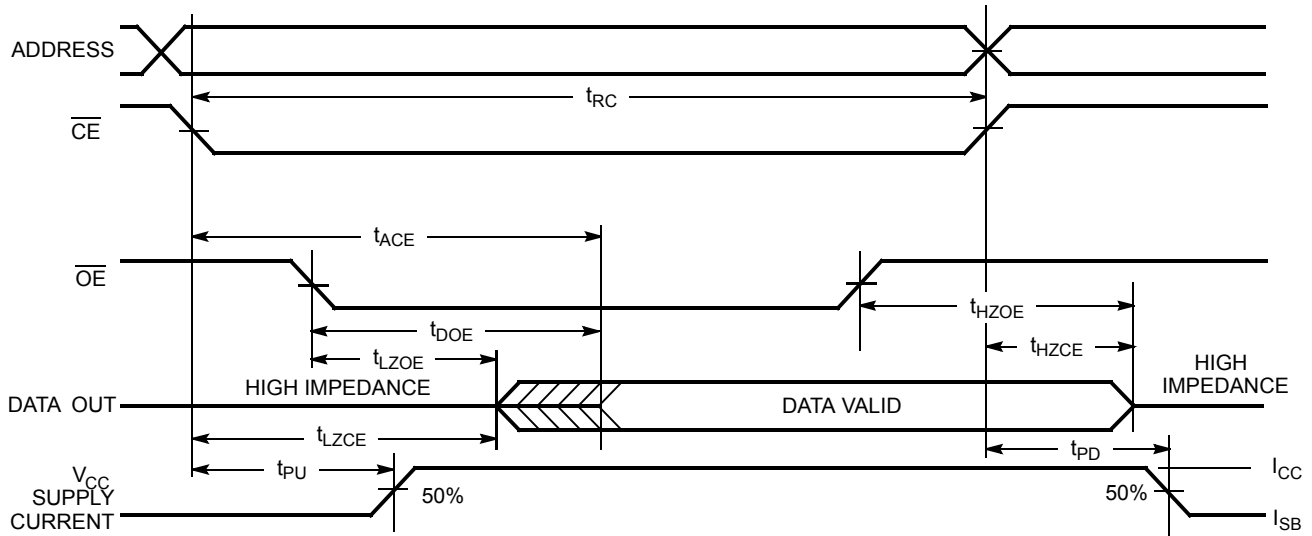 ADDRESS
tRC
CE
tACE
OE
tHZOE
tDOE
tLZOE
tHZCE
HIGH IMPEDANCE
HIGH
IMPEDANCE
DATA OUT
DATA VALID
tLZCE
tPU
tPD
VCC
SUPPLY
CURRENT
50%
50%
ICC
ISB